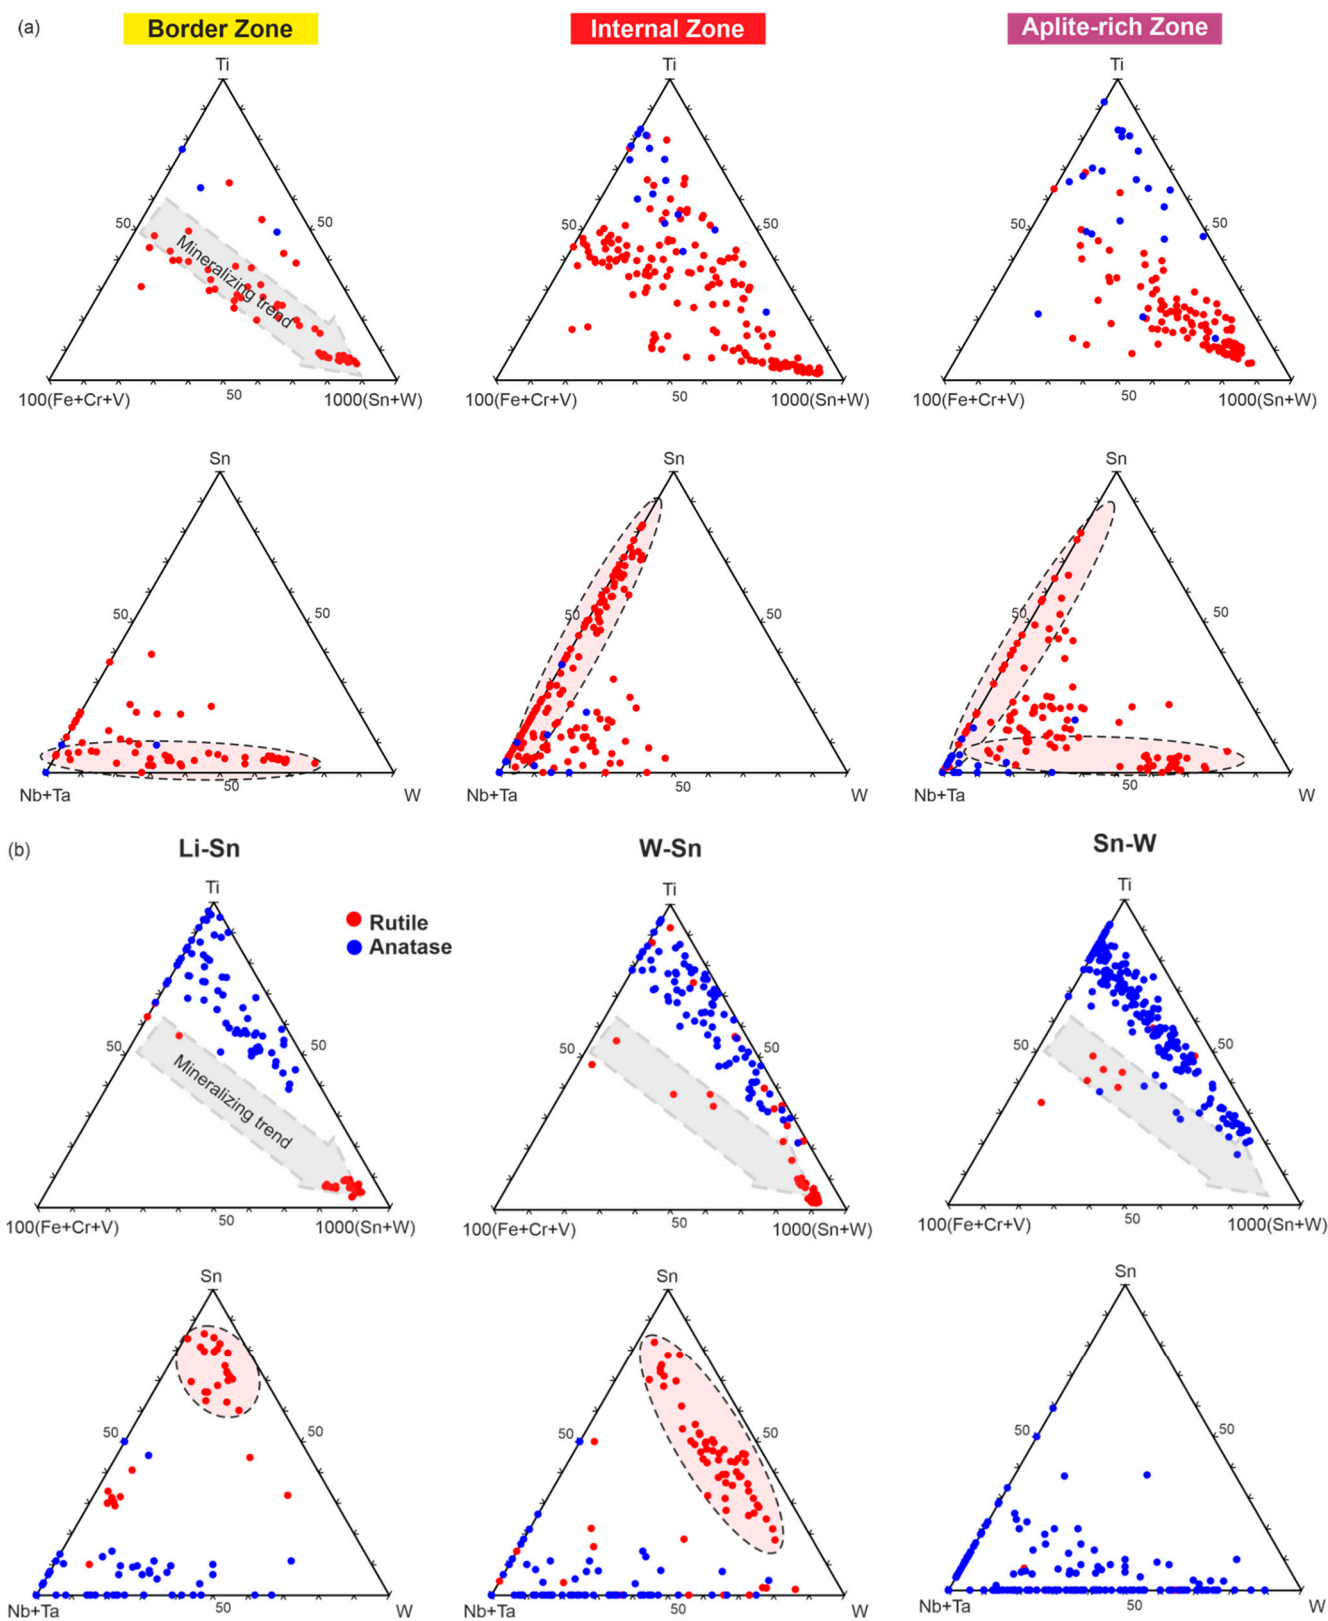 (a)
Border Zone
Internal Zone
Aplite-rich Zone
Ti
Ti
Ti
50
50
50
50
50
50
Mineralizing trend
100(Fe+Cr+V)
50
1000(Sn+W)
100(Fe+Cr+V)
50
1000(Sn+W)
100(Fe+Cr+V)
50
1000(Sn+W)
Sn
Sn
Sn
50
50
50
50
50
50
Nb+Ta
50
W
Nb+Ta
50
W
Nb+Ta
50
W
(b)
Li-Sn
W-Sn
Sn-W
Ti
Ti
Ti
Rutile
Anatase
50
50
50
50
50
50
Mineralizing trend
100(Fe+Cr+V)
50
1000(Sn+W)
100(Fe+Cr+V)
50
1000(Sn+W)
100(Fe+Cr+V)
50
1000(Sn+W)
Sn
Sn
Sn
50
50
50
50
50
50
Nb+Ta
50
W
Nb+Ta
50
W
Nb+Ta
50
W